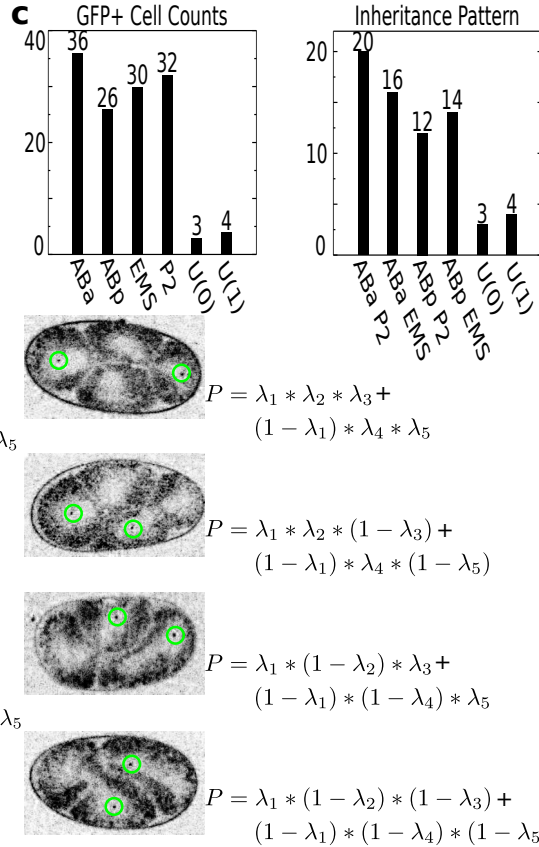 c
GFP+ Cell Counts
40
20
0
36
26
30
32
3
4
ABa
ABp
EMS
P2
U(0)
U(1)
Inheritance Pattern
20
10
0
20
16
12
14
3
4
ABa P2
ABa EMS
ABp P2
ABp EMS
U(0)
U(1)
P = λ₁ * λ₂ * λ₃ +
(1 − λ₁) * λ₄ * λ₅
λ₅
P = λ₁ * λ₂ * (1 − λ₃) +
(1 − λ₁) * λ₄ * (1 − λ₅)
P = λ₁ * (1 − λ₂) * λ₃ +
(1 − λ₁) * (1 − λ₄) * λ₅
λ₅
P = λ₁ * (1 − λ₂) * (1 − λ₃) +
(1 − λ₁) * (1 − λ₄) * (1 − λ₅